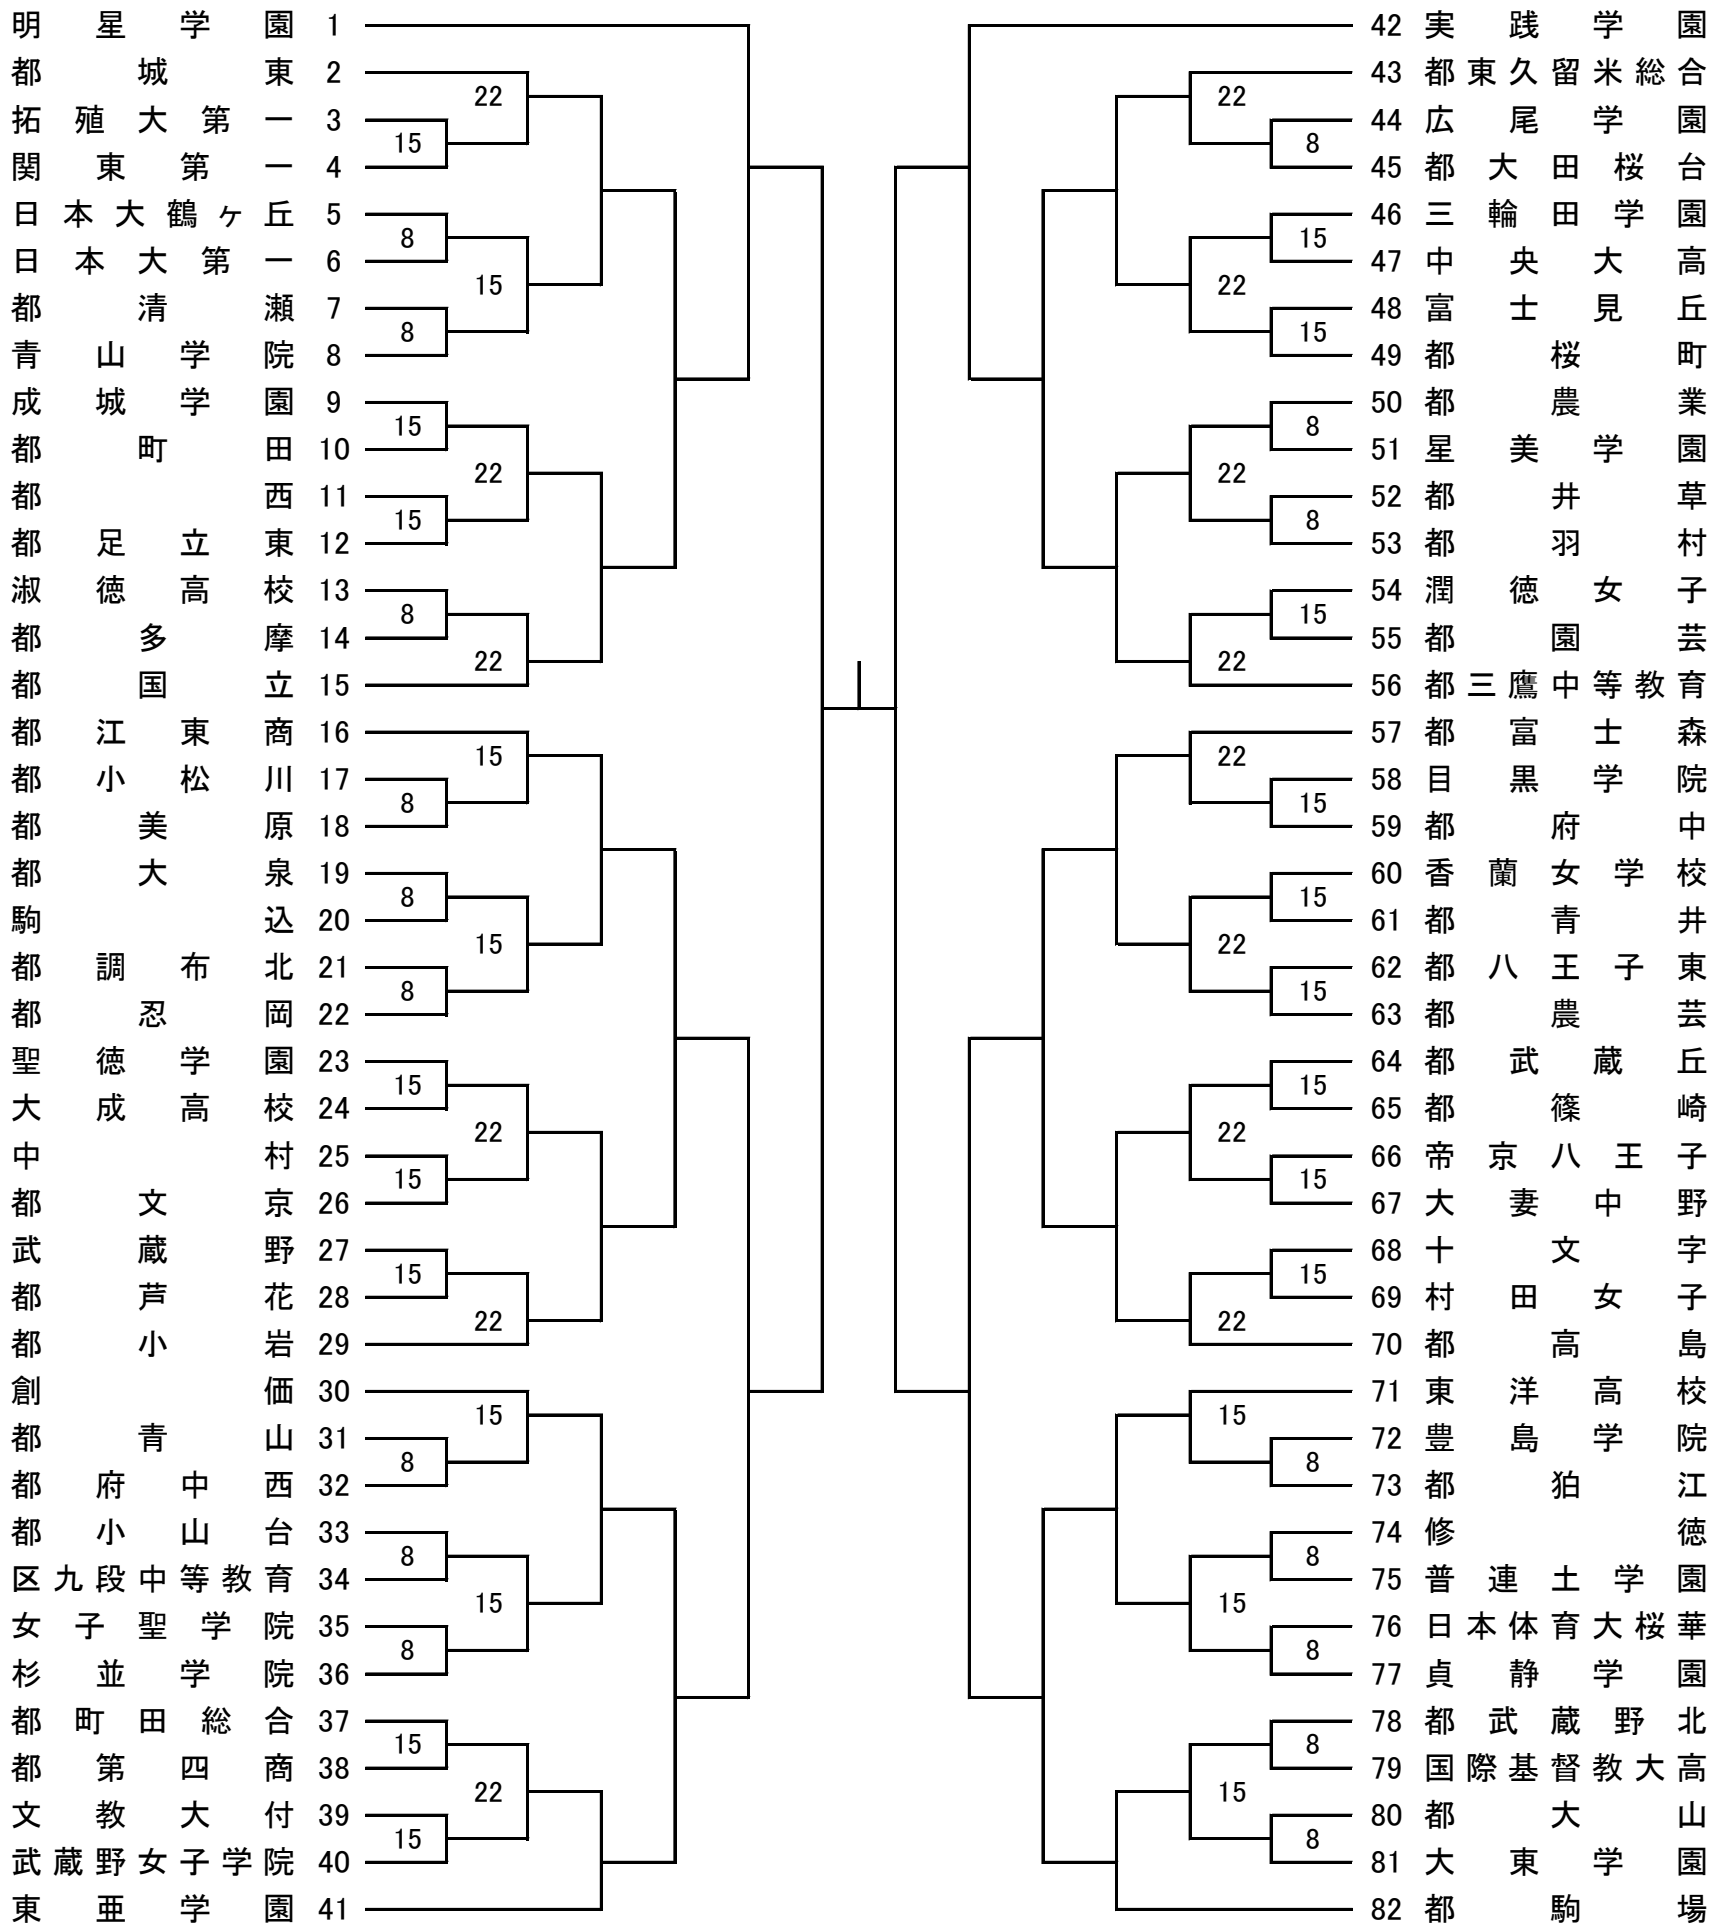 明星学園 1
都城東 2
22
拓殖大第一 3
15
関東第一 4
日本大鶴ヶ丘 5
8
日本大第一 6
15
都清瀬 7
8
青山学院 8
成城学園 9
15
都町田 10
22
都西 11
15
都足立東 12
淑徳高校 13
8
都多摩 14
22
都国立 15
都江東商 16
15
都小松川 17
8
都美原 18
都大泉 19
8
駒込 20
15
都調布北 21
8
都忍岡 22
聖徳学園 23
15
大成高校 24
22
中村 25
15
都文京 26
武蔵野 27
15
都芦花 28
22
都小岩 29
創価 30
15
都青山 31
8
都府中西 32
都小山台 33
8
区九段中等教育 34
15
女子聖学院 35
8
杉並学院 36
都町田総合 37
15
都第四商 38
22
文教大付 39
15
武蔵野女子学院 40
東亜学園 41
42 実践学園
43 都東久留米総合
22
44 広尾学園
8
45 都大田桜台
46 三輪田学園
15
47 中央大高
22
48 富士見丘
15
49 都桜町
50 都農業
8
51 星美学園
22
52 都井草
8
53 都羽村
54 潤徳女子
15
55 都園芸
22
56 都三鷹中等教育
57 都富士森
22
58 目黒学院
15
59 都府中
60 香蘭女学校
15
61 都青井
22
62 都八王子東
15
63 都農芸
64 都武蔵丘
15
65 都篠崎
22
66 帝京八王子
15
67 大妻中野
68 十文字
15
69 村田女子
22
70 都高島
71 東洋高校
15
72 豊島学院
8
73 都狛江
74 修徳
8
75 普連土学園
15
76 日本体育大桜華
8
77 貞静学園
78 都武蔵野北
8
79 国際基督教大高
15
80 都大山
8
81 大東学園
82 都駒場